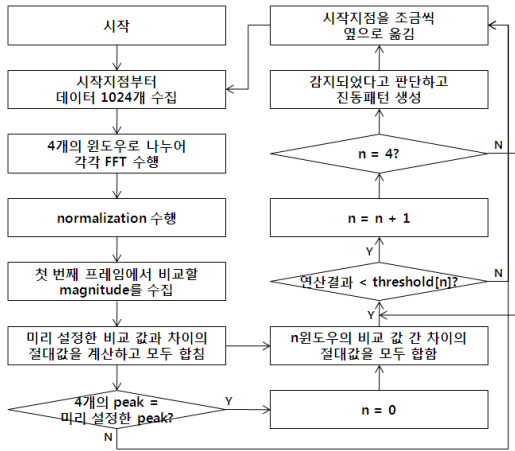 시작
시작지점부터
데이터 1024개 수집
4개의 윈도우로 나누어
각각 FFT 수행
normalization 수행
첫 번째 프레임에서 비교할
magnitude를 수집
미리 설정한 비교 값과 차이의
절대값을 계산하고 모두 합침
4개의 peak =
미리 설정한 peak?
Y
N
시작지점을 조금씩
옆으로 옮김
감지되었다고 판단하고
진동패턴 생성
n = 4?
N
n = n + 1
Y
연산결과 < threshold[n]?
N
Y
n윈도우의 비교 값 간 차이의
절대값을 모두 합함
n = 0